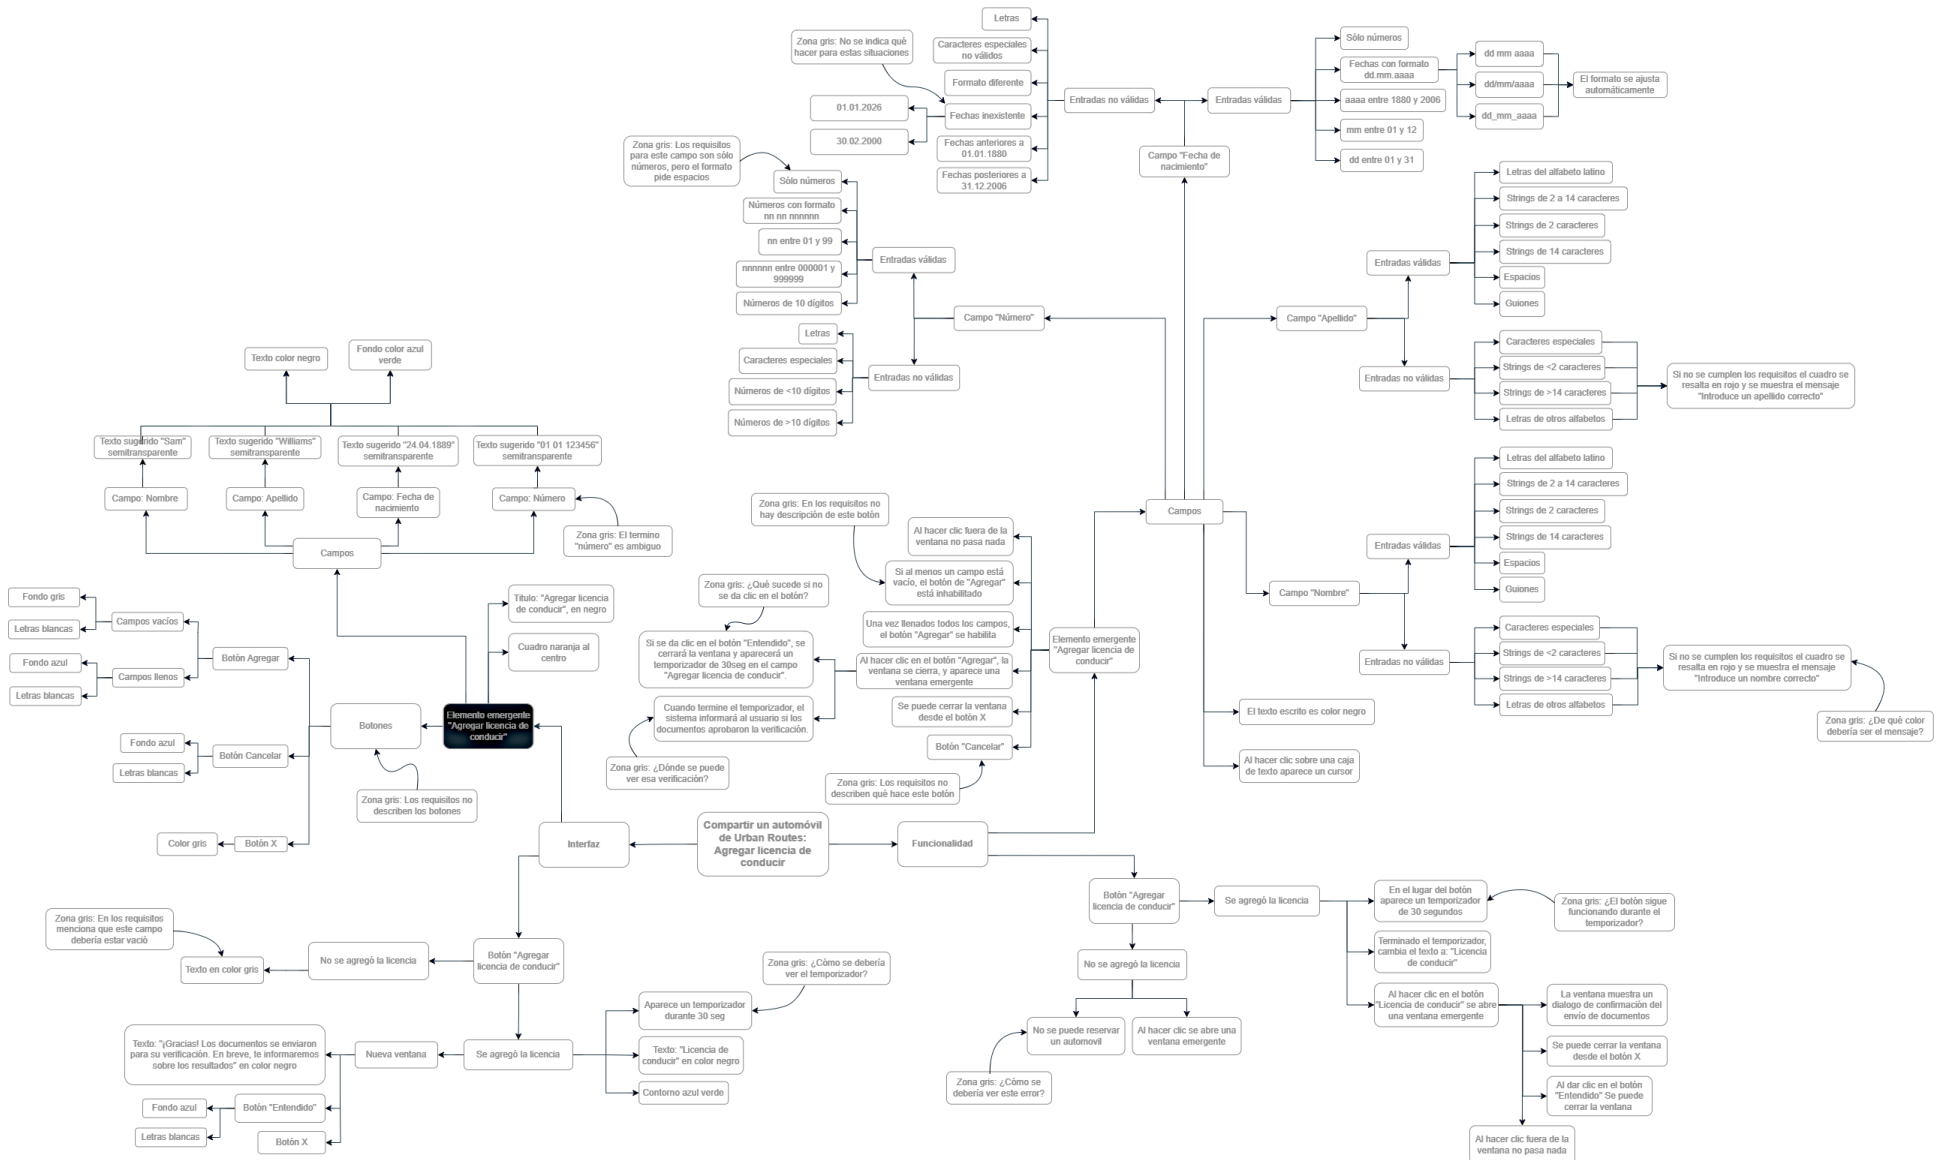 Letras
Caracteres especiales
no válidos
Formato diferente
Fechas inexistente
Fechas anteriores a
01.01.1880
Fechas posteriores a
31.12.2006
Zona gris: No se indica qué
hacer para estas situaciones
01.01.2026
30.02.2000
Entradas no válidas
Entradas válidas
Campo "Fecha de
nacimiento"
Sólo números
Fechas con formato
dd.mm.aaaa
aaaa entre 1880 y 2006
mm entre 01 y 12
dd entre 01 y 31
dd mm aaaa
dd/mm/aaaa
dd_mm_aaaa
El formato se ajusta
automáticamente
Zona gris: Los requisitos
para este campo son sólo
números, pero el formato
pide espacios
Sólo números
Números con formato
nn nn nnnnnn
nn entre 01 y 99
nnnnnn entre 000001 y
999999
Números de 10 dígitos
Entradas válidas
Campo "Número"
Letras
Caracteres especiales
Números de <10 dígitos
Números de >10 dígitos
Entradas no válidas
Campo "Apellido"
Entradas válidas
Letras del alfabeto latino
Strings de 2 a 14 caracteres
Strings de 2 caracteres
Strings de 14 caracteres
Espacios
Guiones
Entradas no válidas
Caracteres especiales
Strings de <2 caracteres
Strings de >14 caracteres
Letras de otros alfabetos
Si no se cumplen los requisitos el cuadro se
resalta en rojo y se muestra el mensaje
"Introduce un apellido correcto"
Texto color negro
Fondo color azul
verde
Texto sugerido "Sam"
semitransparente
Texto sugerido "Williams"
semitransparente
Texto sugerido "24.04.1889"
semitransparente
Texto sugerido "01 01 123456"
semitransparente
Campo: Nombre
Campo: Apellido
Campo: Fecha de
nacimiento
Campo: Número
Zona gris: El termino
"número" es ambiguo
Campos
Campos
Campo "Nombre"
Entradas válidas
Letras del alfabeto latino
Strings de 2 a 14 caracteres
Strings de 2 caracteres
Strings de 14 caracteres
Espacios
Guiones
Entradas no válidas
Caracteres especiales
Strings de <2 caracteres
Strings de >14 caracteres
Letras de otros alfabetos
Si no se cumplen los requisitos el cuadro se
resalta en rojo y se muestra el mensaje
"Introduce un nombre correcto"
Zona gris: ¿De qué color
debería ser el mensaje?
El texto escrito es color negro
Al hacer clic sobre una caja
de texto aparece un cursor
Zona gris: En los requisitos no
hay descripción de este botón
Al hacer clic fuera de la
ventana no pasa nada
Si al menos un campo está
vacío, el botón de "Agregar"
está inhabilitado
Una vez llenados todos los campos,
el botón "Agregar" se habilita
Al hacer clic en el botón "Agregar", la
ventana se cierra, y aparece una
ventana emergente
Se puede cerrar la ventana
desde el botón X
Botón "Cancelar"
Zona gris: Los requisitos no
describen qué hace este botón
Elemento emergente
"Agregar licencia de
conducir"
Zona gris: ¿Qué sucede si no
se da clic en el botón?
Si se da clic en el botón "Entendido", se
cerrará la ventana y aparecerá un
temporizador de 30seg en el campo
"Agregar licencia de conducir".
Cuando termine el temporizador, el
sistema informará al usuario si los
documentos aprobaron la verificación.
Zona gris: ¿Dónde se puede
ver esa verificación?
Fondo gris
Letras blancas
Campos vacíos
Fondo azul
Letras blancas
Campos llenos
Botón Agregar
Fondo azul
Letras blancas
Botón Cancelar
Color gris
Botón X
Botones
Zona gris: Los requisitos no
describen los botones
Titulo: "Agregar licencia
de conducir", en negro
Cuadro naranja al
centro
Elemento emergente
"Agregar licencia de
conducir"
Interfaz
Compartir un automóvil
de Urban Routes:
Agregar licencia de
conducir
Funcionalidad
Zona gris: En los requisitos
menciona que este campo
debería estar vació
Texto en color gris
No se agregó la licencia
Botón "Agregar
licencia de conducir"
Zona gris: ¿Cómo se debería
ver el temporizador?
Aparece un temporizador
durante 30 seg
Texto: "Licencia de
conducir" en color negro
Contorno azul verde
Se agregó la licencia
Nueva ventana
Texto: "¡Gracias! Los documentos se enviaron
para su verificación. En breve, te informaremos
sobre los resultados" en color negro
Botón "Entendido"
Fondo azul
Letras blancas
Botón X
Botón "Agregar
licencia de conducir"
Se agregó la licencia
En el lugar del botón
aparece un temporizador
de 30 segundos
Zona gris: ¿El botón sigue
funcionando durante el
temporizador?
Terminado el temporizador,
cambia el texto a: "Licencia
de conducir"
Al hacer clic en el botón
"Licencia de conducir" se abre
una ventana emergente
La ventana muestra un
dialogo de confirmación del
envío de documentos
Se puede cerrar la ventana
desde el botón X
Al dar clic en el botón
"Entendido" Se puede
cerrar la ventana
Al hacer clic fuera de la
ventana no pasa nada
No se agregó la licencia
No se puede reservar
un automovil
Al hacer clic se abre una
ventana emergente
Zona gris: ¿Cómo se
debería ver este error?